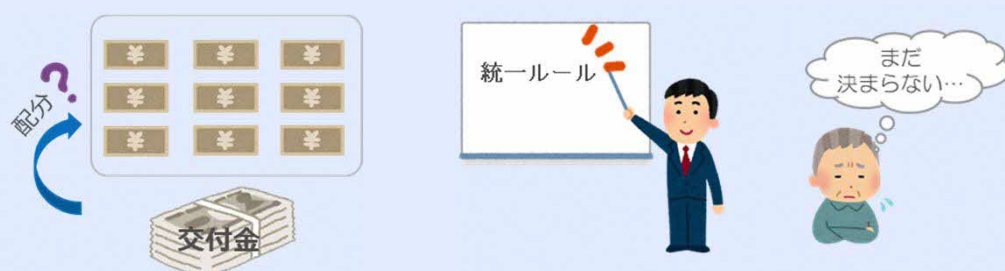 配分?
¥ ¥ ¥
¥ ¥ ¥
¥ ¥ ¥
交付金
統一ルール
まだ
決まらない…